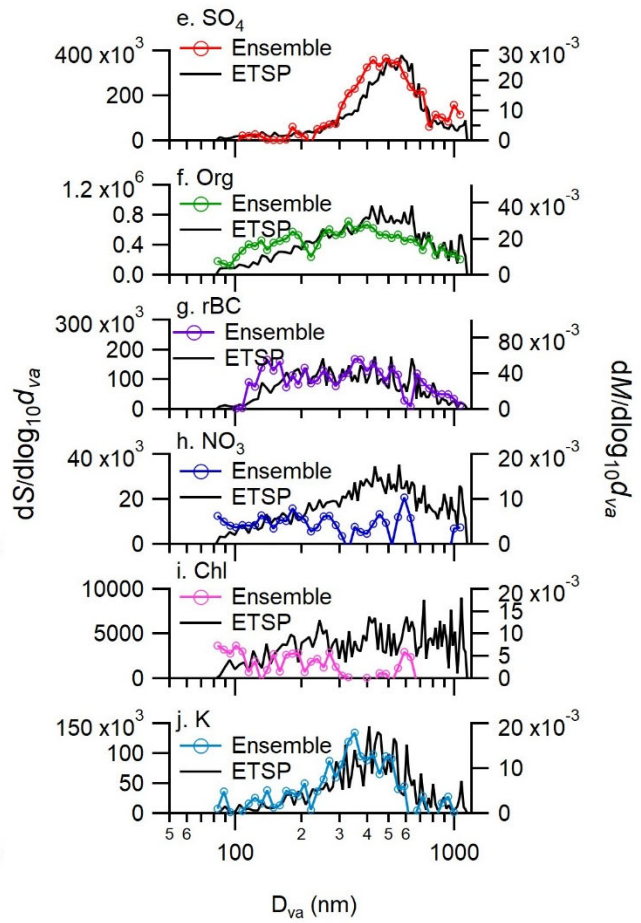 e. SO₄
400 x10³
200
0
Ensemble
ETSP
30 x10⁻³
20
10
0
f. Org
1.2 x10⁶
0.8
0.4
0.0
Ensemble
ETSP
40 x10⁻³
20
0
g. rBC
300 x10³
200
100
0
Ensemble
ETSP
80 x10⁻³
40
0
h. NO₃
40 x10³
20
0
Ensemble
ETSP
20 x10⁻³
10
0
i. Chl
10000
5000
0
Ensemble
ETSP
20 x10⁻³
15
10
5
0
j. K
150 x10³
100
50
0
Ensemble
ETSP
20 x10⁻³
10
0
dS/dlog₁₀d_va
dM/dlog₁₀d_va
5 6 100 2 3 4 5 6 1000
D_va (nm)